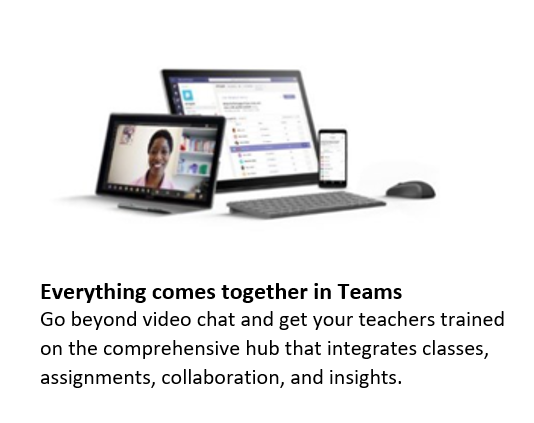 Everything comes together in Teams
Go beyond video chat and get your teachers trained
on the comprehensive hub that integrates classes,
assignments, collaboration, and insights.